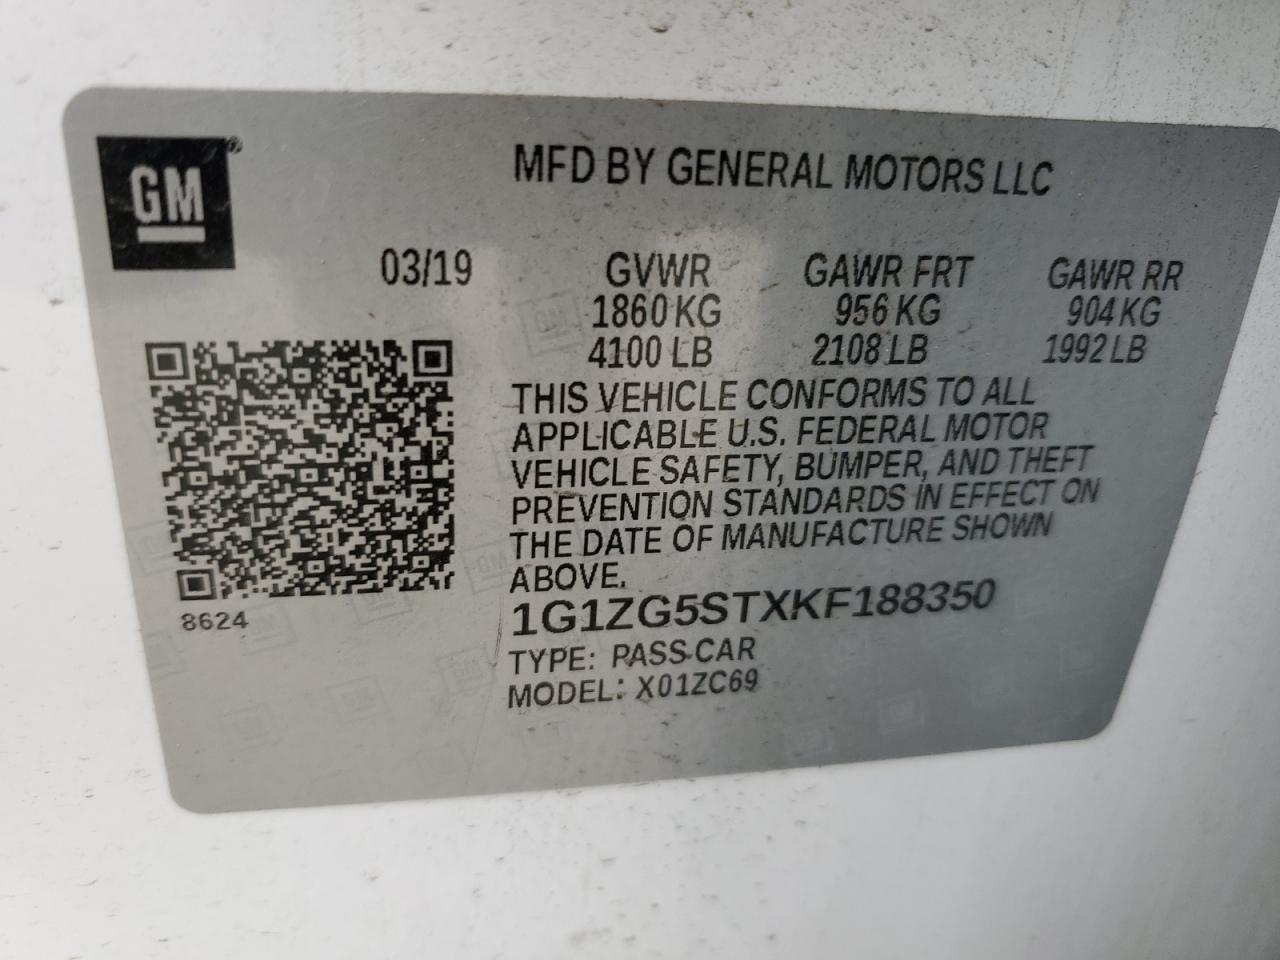 GM®
MFD BY GENERAL MOTORS LLC
03/19 GVWR GAWR FRT GAWR RR
1860 KG 956 KG 904 KG
4100 LB 2108 LB 1992 LB
THIS VEHICLE CONFORMS TO ALL
APPLICABLE U.S. FEDERAL MOTOR
VEHICLE SAFETY, BUMPER, AND THEFT
PREVENTION STANDARDS IN EFFECT ON
THE DATE OF MANUFACTURE SHOWN
ABOVE.
8624
1G1ZG5STXKF188350
TYPE: PASS CAR
MODEL: X01ZC69